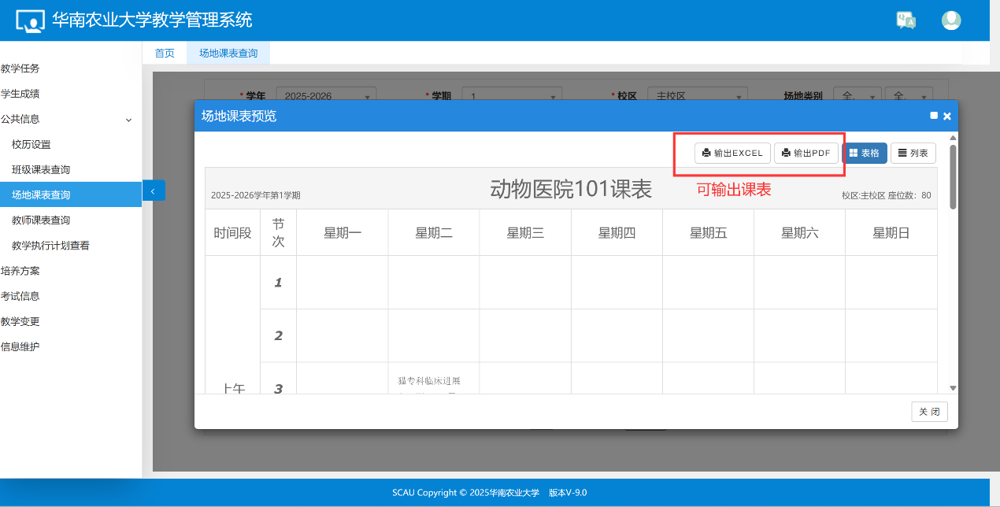 华南农业大学教学管理系统
首页 场地课表查询
教学任务
学生成绩
公共信息
校历设置
班级课表查询
场地课表查询
教师课表查询
教学执行计划查看
培养方案
考试信息
教学变更
信息维护
* 学年 2025-2026 * 学期 1 * 校区 主校区 场地类别 全. 全.
场地课表预览
输出EXCEL 输出PDF 表格 列表
可输出课表
2025-2026学年第1学期 动物医院101课表 校区:主校区 座位数：80
时间段 节次 星期一 星期二 星期三 星期四 星期五 星期六 星期日
1
2
上午 3 猫专科临床进展
关 闭
SCAU Copyright © 2025华南农业大学 版本V-9.0